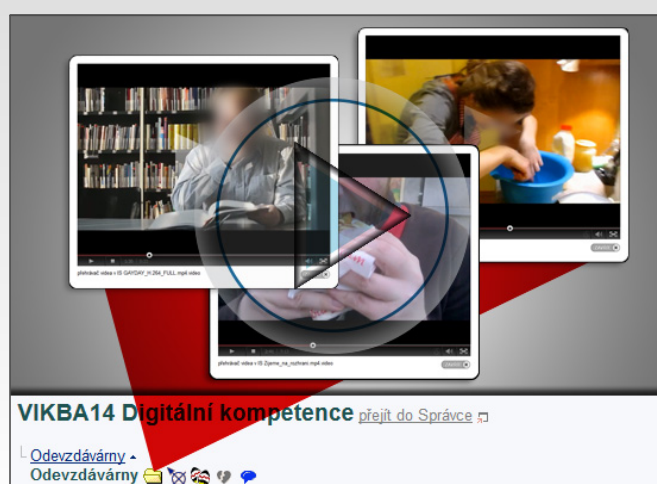 přehrávač videa v IS GAYDAY_H.264_FULL.mp4 video
přehrávač videa v IS Zijeme_na_rozhrani.mp4 video
VIKBA14 Digitální kompetence přejít do Správce
Odevzdávárny
Odevzdávárny